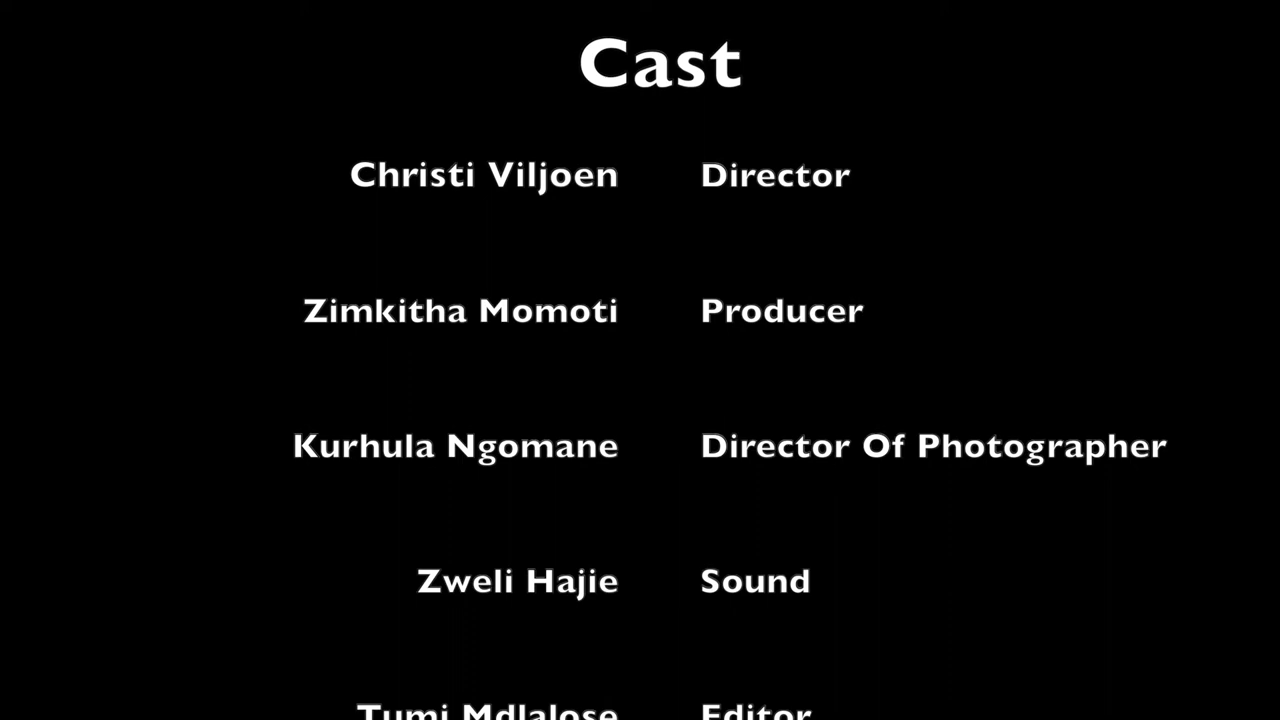 Cast
Christi Viljoen Director
Zimkitha Momoti Producer
Kurhula Ngomane Director Of Photographer
Zweli Hajie Sound
Tumi Mdlalose Editor